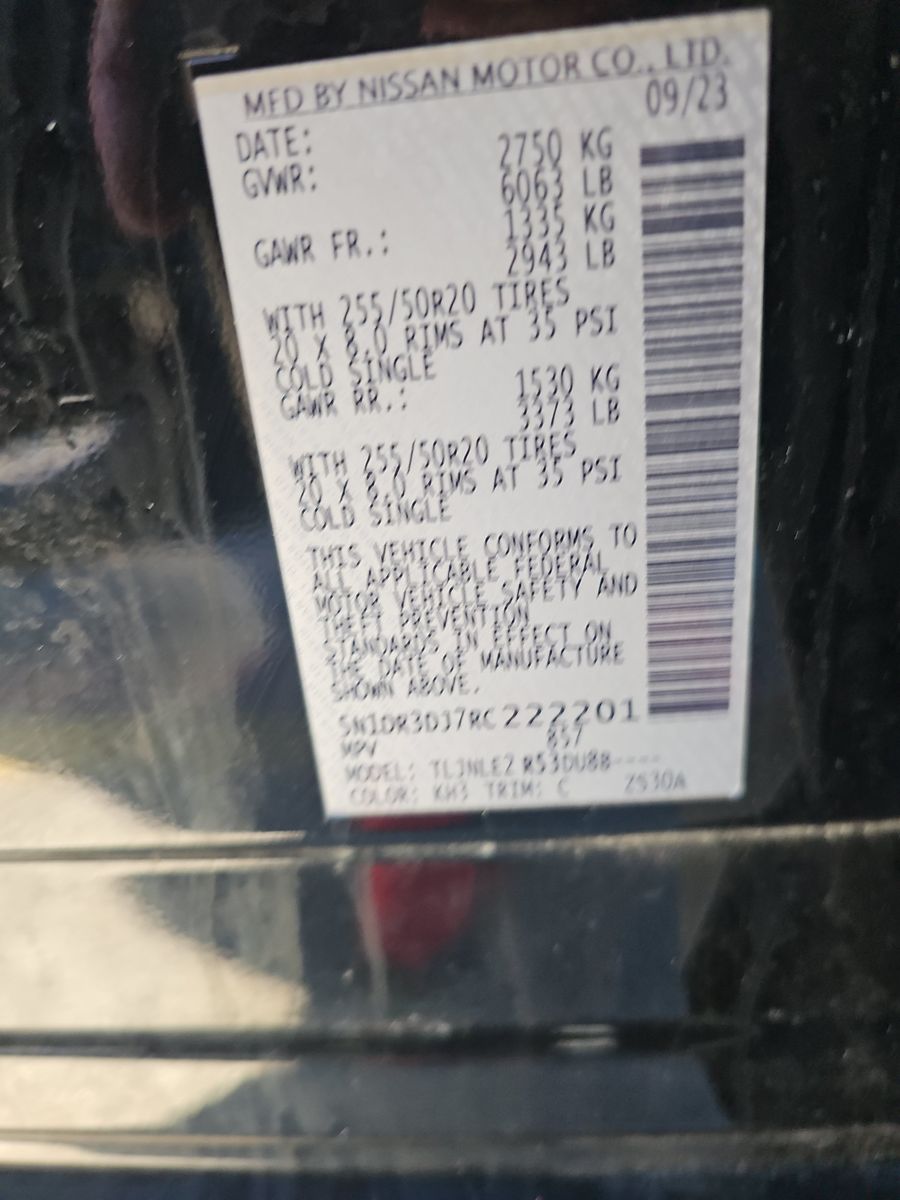 MFD BY NISSAN MOTOR CO., LTD.
DATE: 09/23
GVWR: 2750 KG
6063 LB
GAWR FR.: 1335 KG
2943 LB
WITH 255/50R20 TIRES
20 X 8.0 RIMS AT 35 PSI
COLD SINGLE
GAWR RR.: 1530 KG
3373 LB
WITH 255/50R20 TIRES
20 X 8.0 RIMS AT 35 PSI
COLD SINGLE
THIS VEHICLE CONFORMS TO
ALL APPLICABLE FEDERAL
MOTOR VEHICLE SAFETY AND
THEFT PREVENTION
STANDARDS IN EFFECT ON
THE DATE OF MANUFACTURE
SHOWN ABOVE.
5N1DR3DJ7RC222201
MPV 857
MODEL: TLJNLE2 R53DUBB----
COLOR: KH3 TRIM: C ZS30A